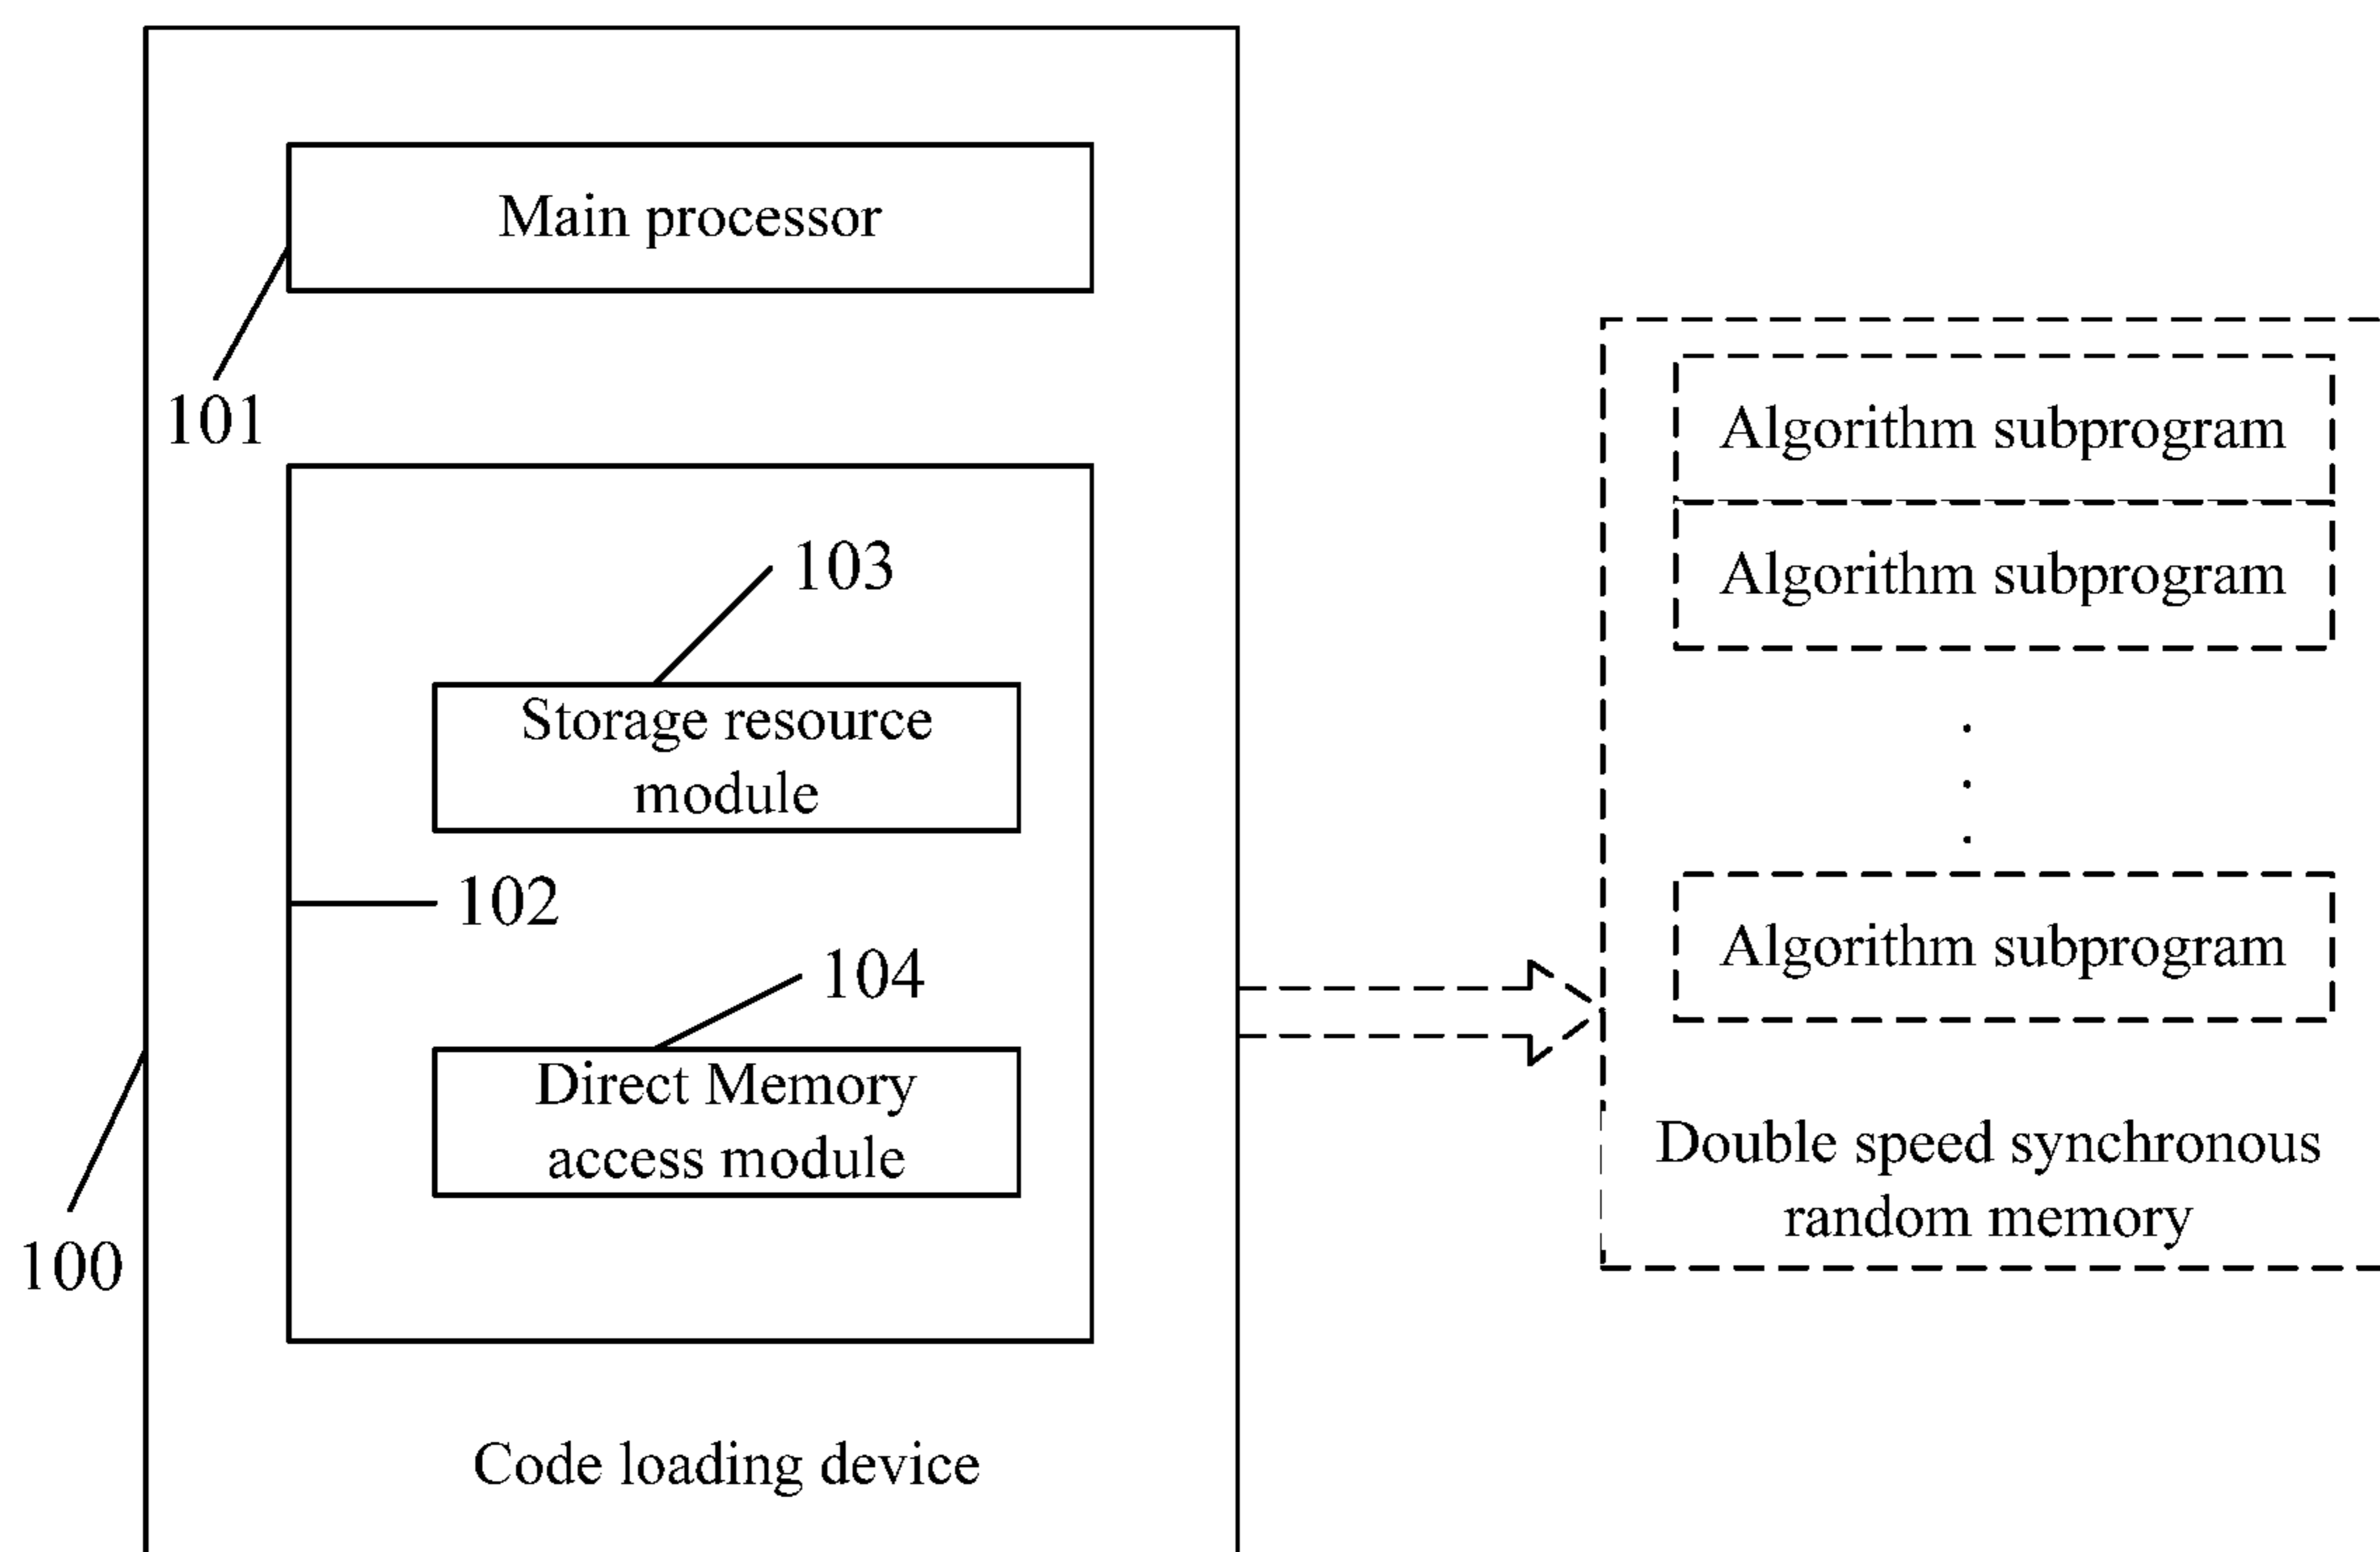 Main processor
101
103
Storage resource
module
102
104
Direct Memory
access module
100
Code loading device
Algorithm subprogram
Algorithm subprogram
Algorithm subprogram
Double speed synchronous
random memory